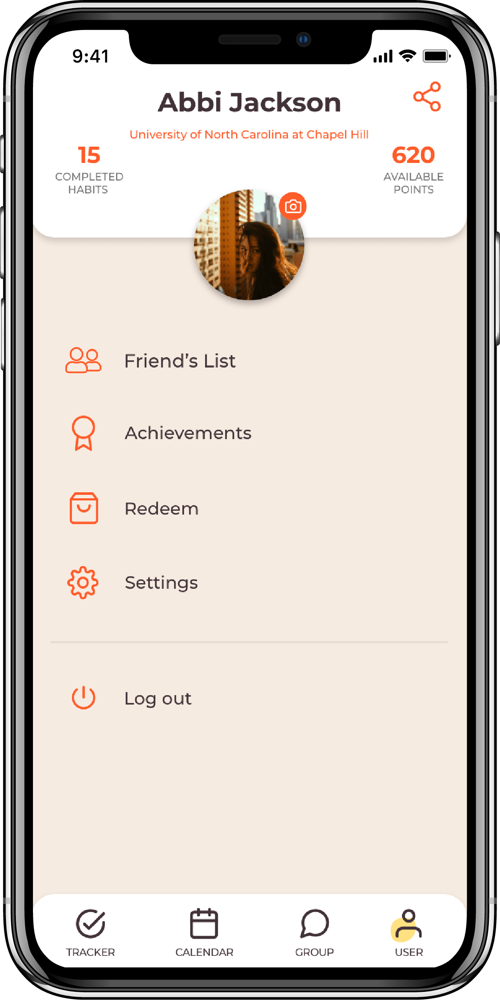 9:41
Abbi Jackson
University of North Carolina at Chapel Hill
15
COMPLETED
HABITS
620
AVAILABLE
POINTS
Friend’s List
Achievements
Redeem
Settings
Log out
TRACKER
CALENDAR
GROUP
USER